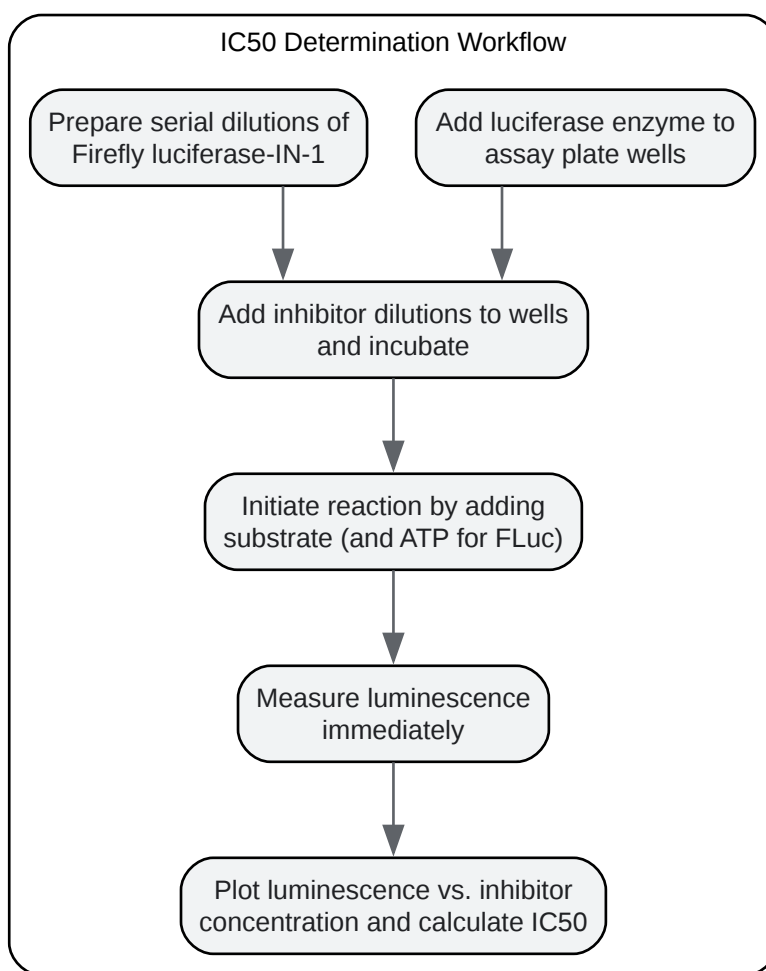 IC50 Determination Workflow
Prepare serial dilutions of
Firefly luciferase-IN-1
Add luciferase enzyme to
assay plate wells
Add inhibitor dilutions to wells
and incubate
Initiate reaction by adding
substrate (and ATP for FLuc)
Measure luminescence
immediately
Plot luminescence vs. inhibitor
concentration and calculate IC50